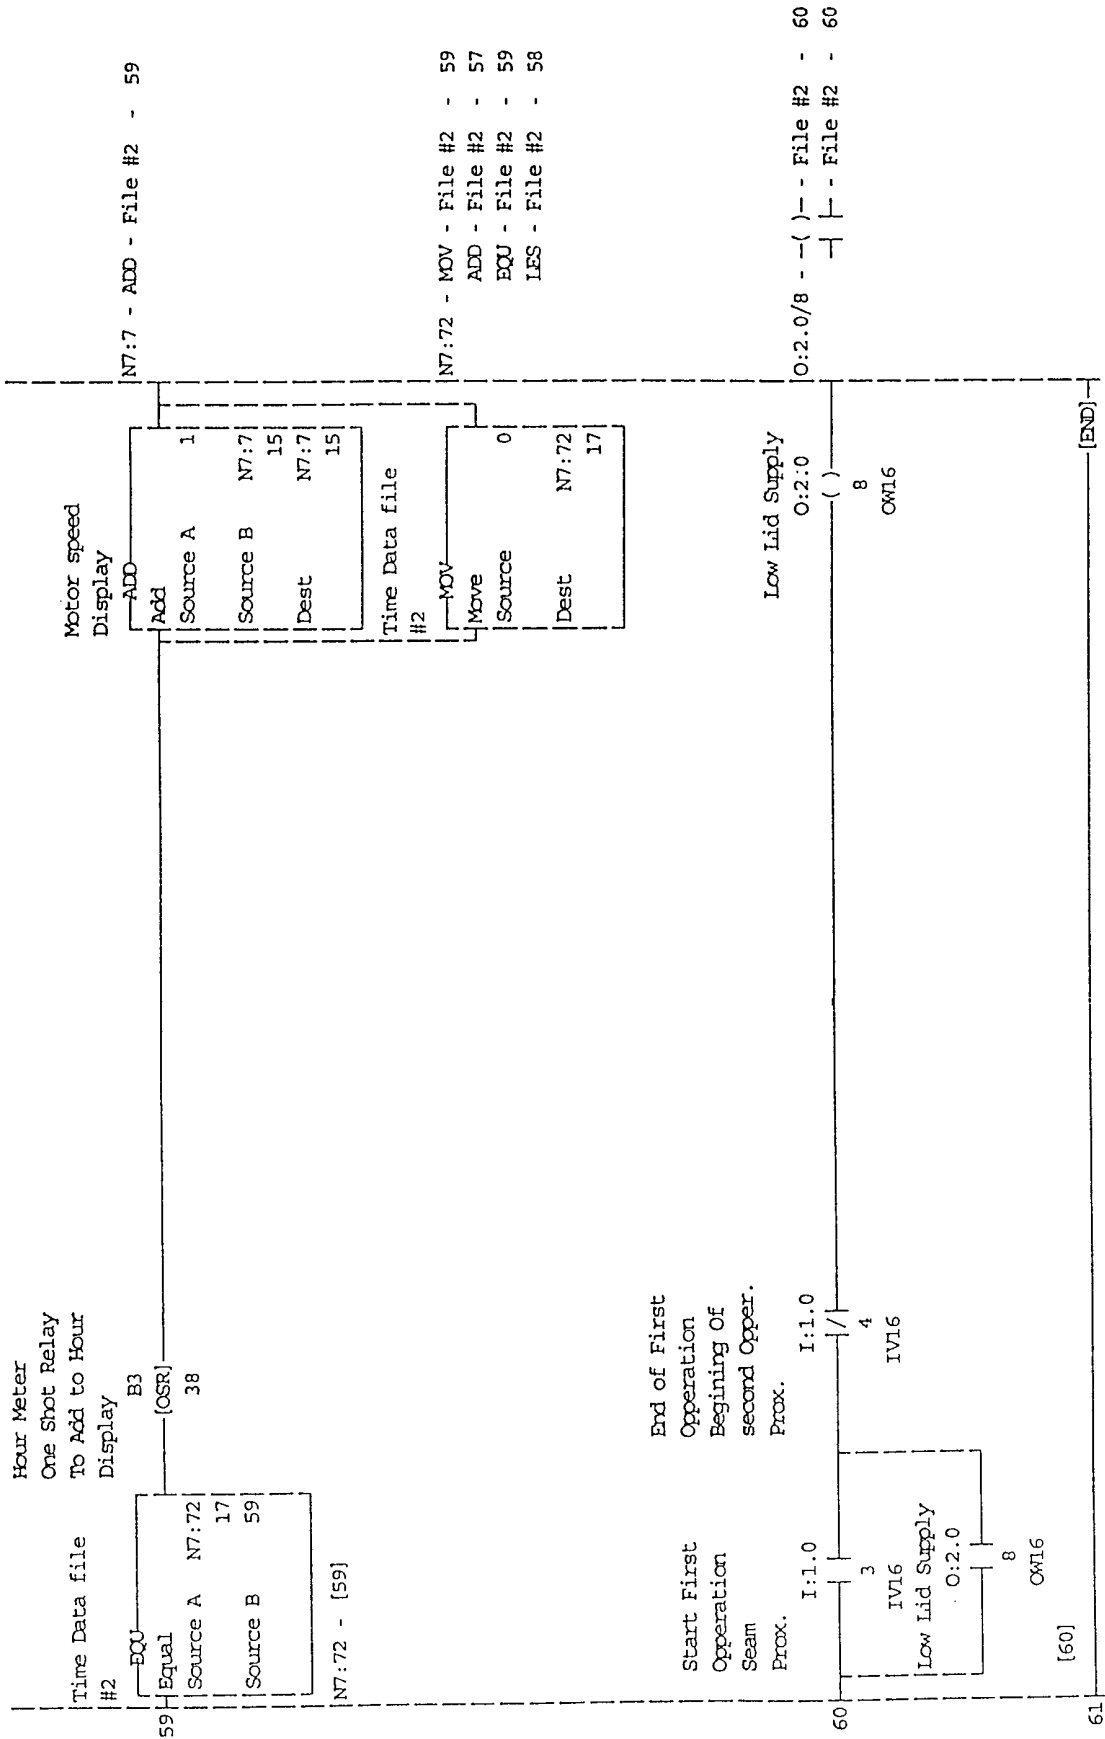 Hour Meter
One Shot Relay
To Add to Hour
Display
Time Data file
#2
B3
EQU
[OSR]
38
Equal
Source A N7:72
17
Source B 59
N7:72 - [59]
59
Motor speed
Display
ADD
Add
Source A 1
Source B N7:7
15
Dest N7:7
15
Time Data file
#2
MOV
Move
Source 0
Dest N7:72
17
N7:7 - ADD - File #2 - 59
N7:72 - MOV - File #2 - 59
ADD - File #2 - 57
EQU - File #2 - 59
LES - File #2 - 58
Start First
Opperation
Seam
Prox.
I:1.0
3
IV16
Low Lid Supply
O:2.0
8
OW16
[60]
60
End of First
Opperation
Begining Of
second Opper.
Prox.
I:1.0
/
4
IV16
Low Lid Supply
O:2:0
( )
8
OW16
O:2.0/8 - -( )- - File #2 - 60
- File #2 - 60
61
[END]